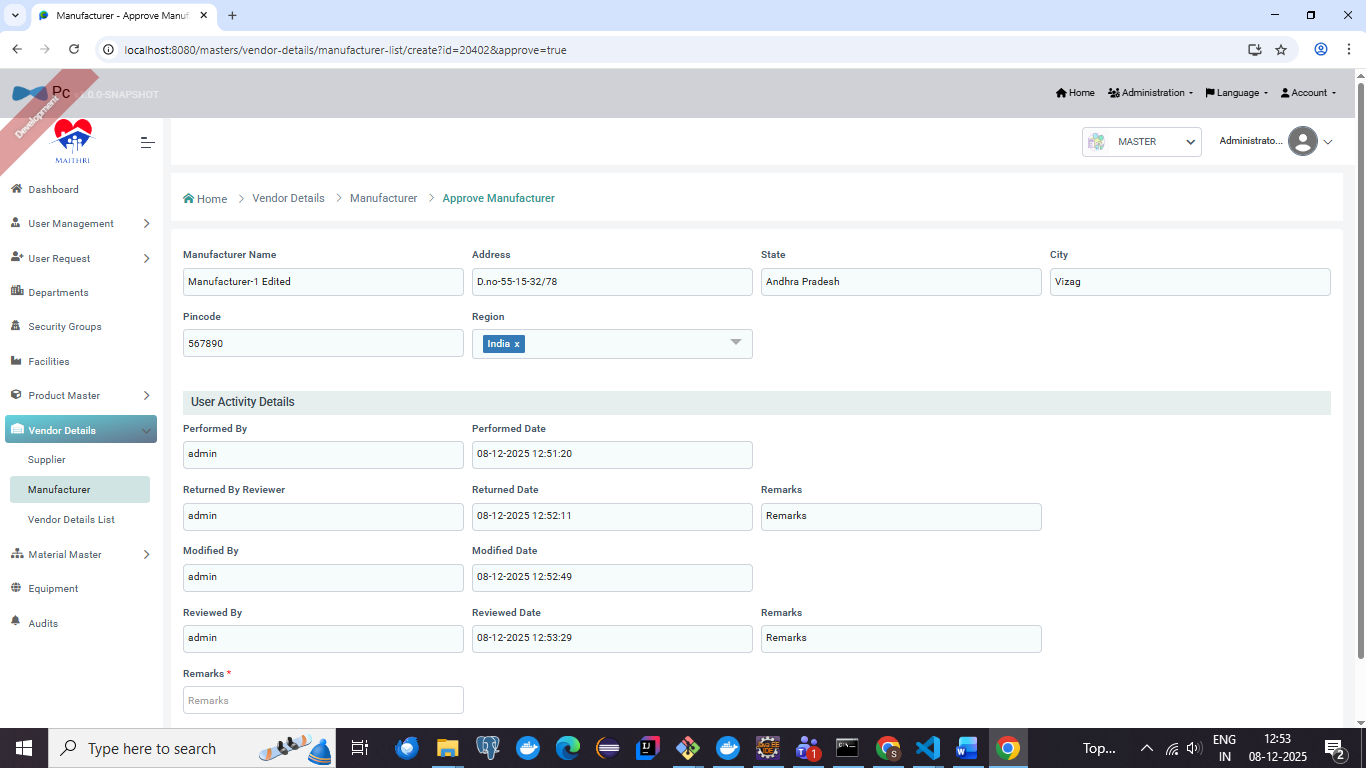 Manufacturer - Approve Manuf
localhost:8080/masters/vendor-details/manufacturer-list/create?id=20402&approve=true
Pc
1.0.0-SNAPSHOT
Development
Home
Administration
Language
Account
MAITHRI
MASTER
Administrato...
Dashboard
User Management
User Request
Departments
Security Groups
Facilities
Product Master
Vendor Details
Supplier
Manufacturer
Vendor Details List
Material Master
Equipment
Audits
Home > Vendor Details > Manufacturer > Approve Manufacturer
Manufacturer Name Address State City
Manufacturer-1 Edited D.no-55-15-32/78 Andhra Pradesh Vizag
Pincode Region
567890 India x
User Activity Details
Performed By Performed Date
admin 08-12-2025 12:51:20
Returned By Reviewer Returned Date Remarks
admin 08-12-2025 12:52:11 Remarks
Modified By Modified Date
admin 08-12-2025 12:52:49
Reviewed By Reviewed Date Remarks
admin 08-12-2025 12:53:29 Remarks
Remarks *
Remarks
Type here to search
Top...
ENG
IN
12:53
08-12-2025
2